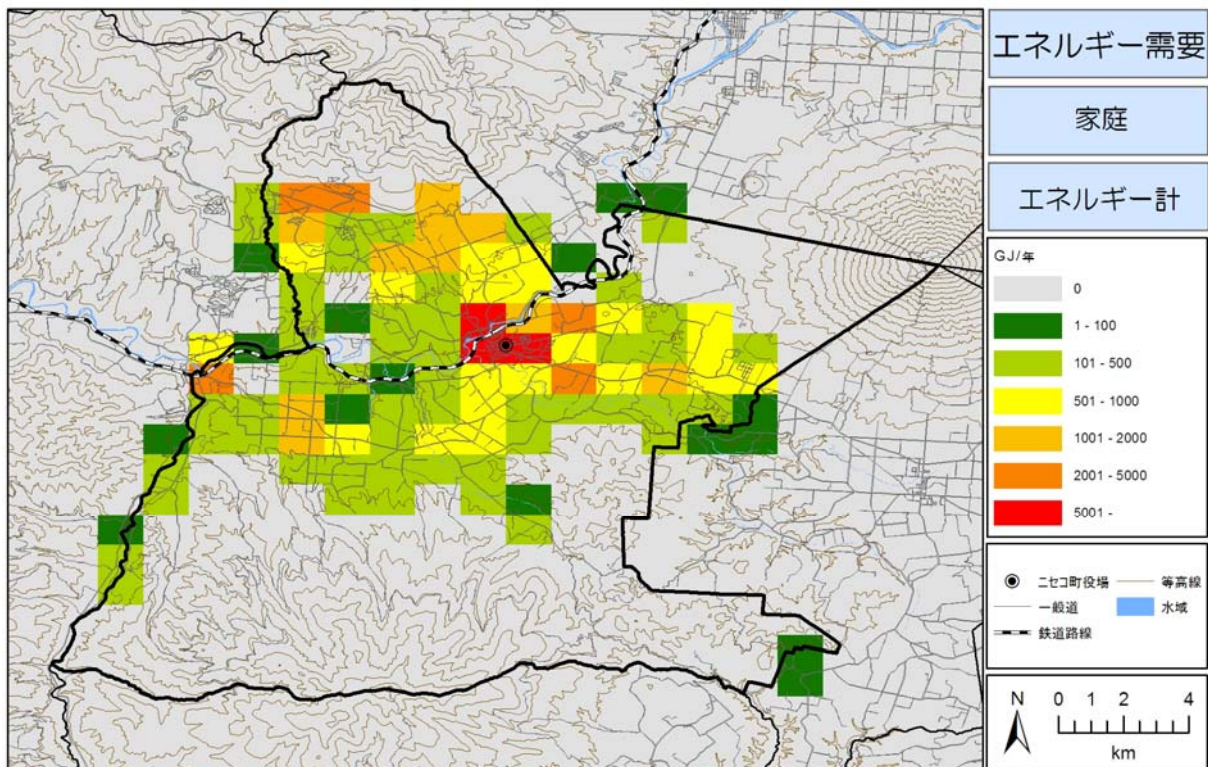 エネルギー需要
家庭
エネルギー計
GJ/年
0
1 - 100
101 - 500
501 - 1000
1001 - 2000
2001 - 5000
5001 -
ニセコ町役場 等高線
一般道 水域
鉄道路線
N 0 1 2 4
km